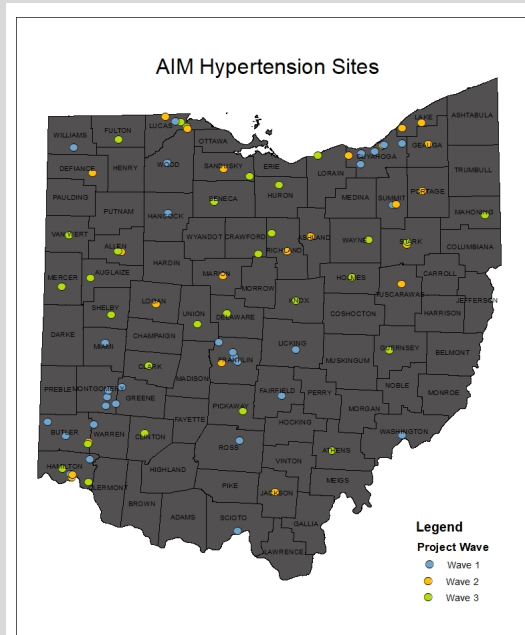 AIM Hypertension Sites
WILLIAMS
FULTON
LUCAS
OTTAWA
LAKE
ASHTABULA
GEAUGA
CUYAHOGA
DEFIANCE
HENRY
WOOD
SANDUSKY
ERIE
LORAIN
TRUMBULL
PAULDING
SENECA
HURON
MEDINA
SUMMIT
PORTAGE
PUTNAM
HANCOCK
MAHONING
VAN WERT
ALLEN
WYANDOT
CRAWFORD
RICHLAND
ASHLAND
WAYNE
STARK
COLUMBIANA
HARDIN
MERCER
AUGLAIZE
MARION
MORROW
HOLMES
CARROLL
TUSCARAWAS
JEFFERSON
LOGAN
SHELBY
UNION
DELAWARE
KNOX
COSHOCTON
HARRISON
DARKE
CHAMPAIGN
MIAMI
LICKING
MUSKINGUM
GUERNSEY
BELMONT
FRANKLIN
CLARK
MADISON
PREBLE
MONTGOMERY
GREENE
FAIRFIELD
PERRY
NOBLE
MONROE
MORGAN
PICKAWAY
FAYETTE
HOCKING
WASHINGTON
BUTLER
WARREN
CLINTON
ROSS
ATHENS
VINTON
HAMILTON
CLERMONT
HIGHLAND
PIKE
MEIGS
JACKSON
BROWN
ADAMS
SCIOTO
GALLIA
LAWRENCE
Legend
Project Wave
Wave 1
Wave 2
Wave 3